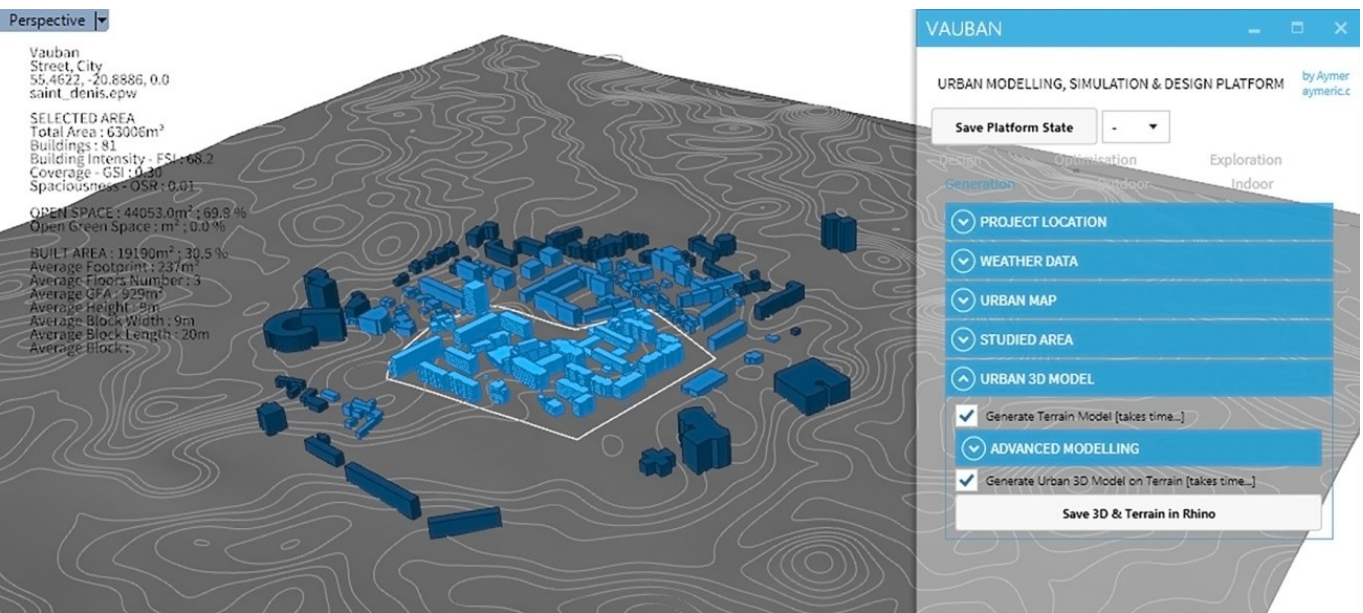 Perspective
Vauban
Street, City
55.4622, -20.8886, 0.0
saint_denis.epw
SELECTED AREA
Total Area : 63006m²
Buildings : 81
Building Intensity - FSI : 68.2
Coverage - GSI : 0.30
Spaciousness - OSR : 0.01
OPEN SPACE : 44053.0m² ; 69.9 %
Open Green Space : m² ; 0.0 %
BUILT AREA : 19190m² ; 30.5 %
Average Footprint : 237m²
Average Floors Number : 3
Average GFA : 929m²
Average Height : 9m
Average Block Width : 9m
Average Block Length : 20m
Average Block :
VAUBAN
URBAN MODELLING, SIMULATION & DESIGN PLATFORM
by Aymer
aymeric.c
Save Platform State
-
Design Optimisation Exploration
Generation Outdoor Indoor
PROJECT LOCATION
WEATHER DATA
URBAN MAP
STUDIED AREA
URBAN 3D MODEL
Generate Terrain Model [takes time...]
ADVANCED MODELLING
Generate Urban 3D Model on Terrain [takes time...]
Save 3D & Terrain in Rhino